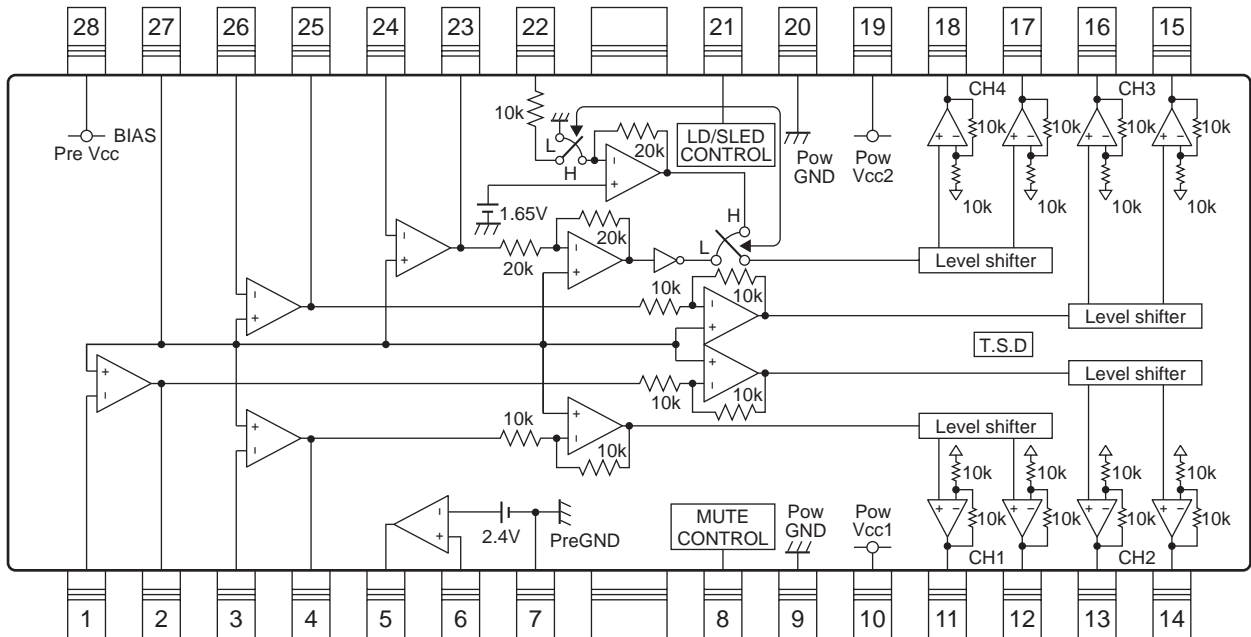 28 27 26 25 24 23 22 21 20 19 18 17 16 15
CH4 CH3
BIAS
Pre Vcc
10k
L
H
20k
LD/SLED
CONTROL
Pow
GND
Pow
Vcc2
10k 10k 10k 10k
10k 10k 10k 10k
- +
1.65V
H
L
- +
20k
20k
- +
Level shifter
10k
10k
- +
- +
Level shifter
T.S.D
+ -
+ -
10k
10k
Level shifter
+ -
10k
10k
+ -
Level shifter
10k 10k 10k 10k
+ - + - + - + -
10k 10k 10k 10k
- +
2.4V
PreGND
MUTE
CONTROL
Pow
GND
Pow
Vcc1
CH1 CH2
1 2 3 4 5 6 7 8 9 10 11 12 13 14